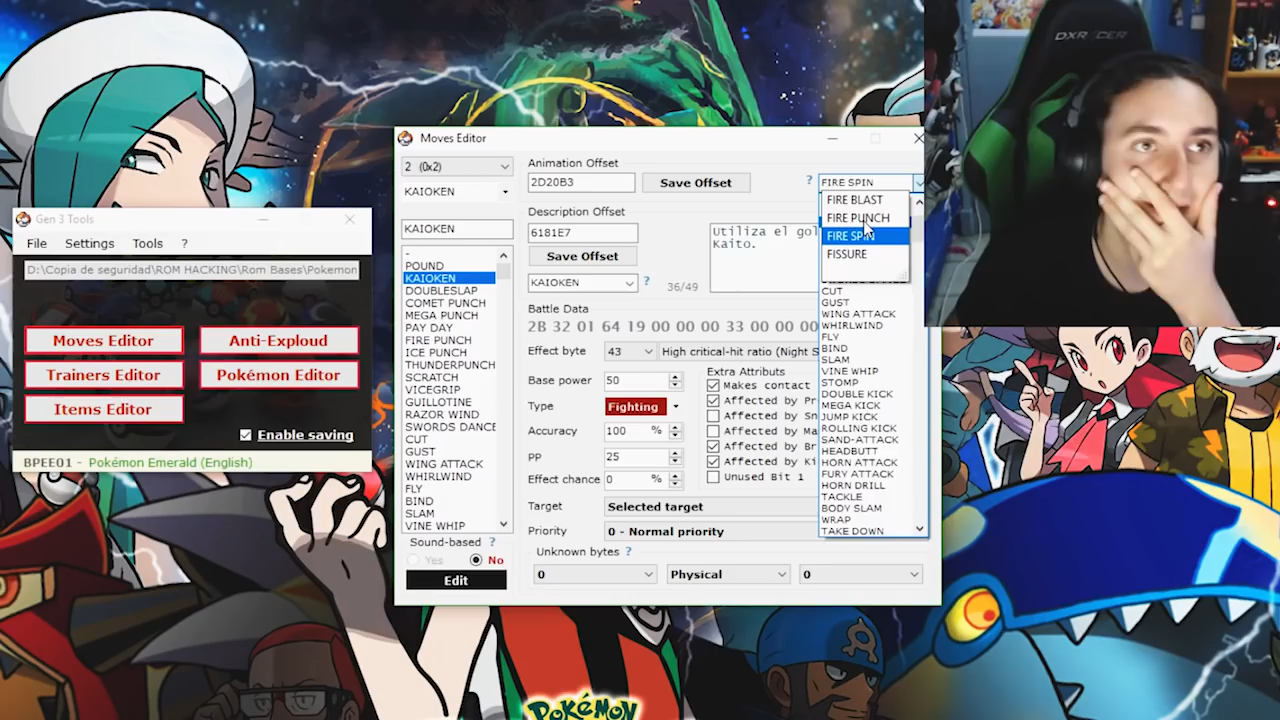 DXRACER
Moves Editor
2 (0x2)
KAIOKEN
KAIOKEN
-
POUND
KAIOKEN
DOUBLESLAP
COMET PUNCH
MEGA PUNCH
PAY DAY
FIRE PUNCH
ICE PUNCH
THUNDERPUNCH
SCRATCH
VICEGRIP
GUILLOTINE
RAZOR WIND
SWORDS DANCE
CUT
GUST
WING ATTACK
WHIRLWIND
FLY
BIND
SLAM
VINE WHIP
Sound-based ?
Yes No
Edit
Animation Offset
2D20B3 Save Offset
Description Offset
6181E7
Save Offset
KAIOKEN ? 36/49
Utiliza el gol
Kaito.
Battle Data
2B 32 01 64 19 00 00 00 33 00 00 00
Effect byte 43 High critical-hit ratio (Night S
Base power 50
Type Fighting
Accuracy 100 %
PP 25
Effect chance 0 %
Extra Attributs
Makes contact
Affected by Pr
Affected by Sn
Affected by Ma
Affected by Br
Affected by Ki
Unused Bit 1
Target Selected target
Priority 0 - Normal priority
Unknown bytes ?
0 Physical 0
? FIRE SPIN
FIRE BLAST
FIRE PUNCH
FIRE SPIN
FISSURE
CUT
GUST
WING ATTACK
WHIRLWIND
FLY
BIND
SLAM
VINE WHIP
STOMP
DOUBLE KICK
MEGA KICK
JUMP KICK
ROLLING KICK
SAND-ATTACK
HEADBUTT
HORN ATTACK
FURY ATTACK
HORN DRILL
TACKLE
BODY SLAM
WRAP
TAKE DOWN
Gen 3 Tools
File Settings Tools ?
D:\Copia de seguridad\ROM HACKING\Rom Bases\Pokemon
Moves Editor Anti-Exploud
Trainers Editor Pokémon Editor
Items Editor
Enable saving
BPEE01 - Pokémon Emerald (English)
POKÉMON